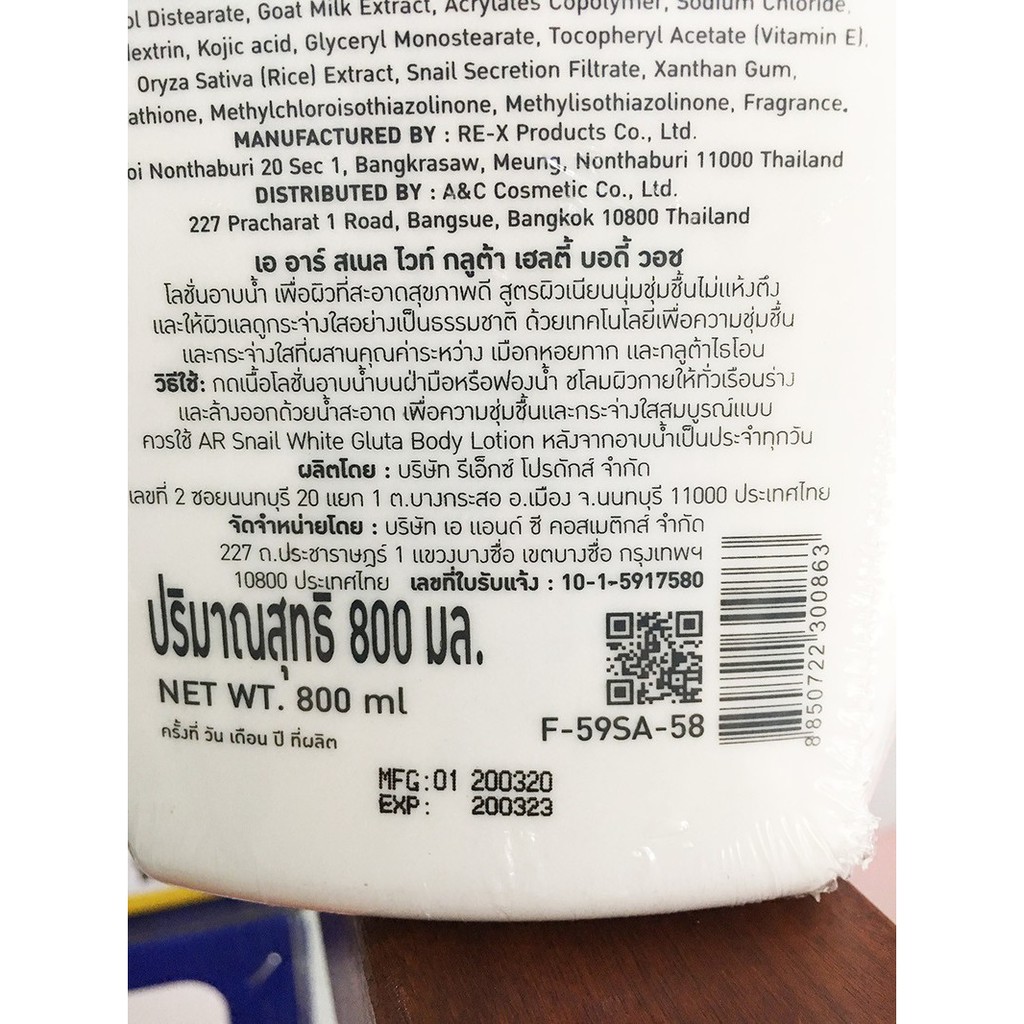 ol Distearate, Goat Milk Extract, Acrylates Copolymer, Sodium Chloride,
dextrin, Kojic acid, Glyceryl Monostearate, Tocopheryl Acetate (Vitamin E),
Oryza Sativa (Rice) Extract, Snail Secretion Filtrate, Xanthan Gum,
athione, Methylchloroisothiazolinone, Methylisothiazolinone, Fragrance.
MANUFACTURED BY : RE-X Products Co., Ltd.
oi Nonthaburi 20 Sec 1, Bangkrasaw, Meung, Nonthaburi 11000 Thailand
DISTRIBUTED BY : A&C Cosmetic Co., Ltd.
227 Pracharat 1 Road, Bangsue, Bangkok 10800 Thailand
เอ อาร์ สเนล ไวท์ กลูต้า เฮลตี้ บอดี้ วอช
โลชั่นอาบน้ำ เพื่อผิวที่สะอาดสุขภาพดี สูตรผิวเนียนนุ่มชุ่มชื้นไม่แห้งตึง
และให้ผิวแลดูกระจ่างใสอย่างเป็นธรรมชาติ ด้วยเทคโนโลยีเพื่อความชุ่มชื้น
และกระจ่างใสที่ผสานคุณค่าระหว่าง เมือกหอยทาก และกลูต้าไธโอน
วิธีใช้: กดเนื้อโลชั่นอาบน้ำบนฝ่ามือหรือฟองน้ำ ชโลมผิวกายให้ทั่วเรือนร่าง
และล้างออกด้วยน้ำสะอาด เพื่อความชุ่มชื้นและกระจ่างใสสมบูรณ์แบบ
ควรใช้ AR Snail White Gluta Body Lotion หลังจากอาบน้ำเป็นประจำทุกวัน
ผลิตโดย : บริษัท รีเอ็กซ์ โปรดักส์ จำกัด
เลขที่ 2 ซอยนนทบุรี 20 แยก 1 ต.บางกระสอ อ.เมือง จ.นนทบุรี 11000 ประเทศไทย
จัดจำหน่ายโดย : บริษัท เอ แอนด์ ซี คอสเมติกส์ จำกัด
227 ถ.ประชาราษฎร์ 1 แขวงบางซื่อ เขตบางซื่อ กรุงเทพฯ
10800 ประเทศไทย เลขที่ใบรับแจ้ง : 10-1-5917580
ปริมาณสุทธิ 800 มล.
NET WT. 800 ml
ครั้งที่ วัน เดือน ปี ที่ผลิต
F-59SA-58
8 850722 300863
MFG:01 200320
EXP: 200323